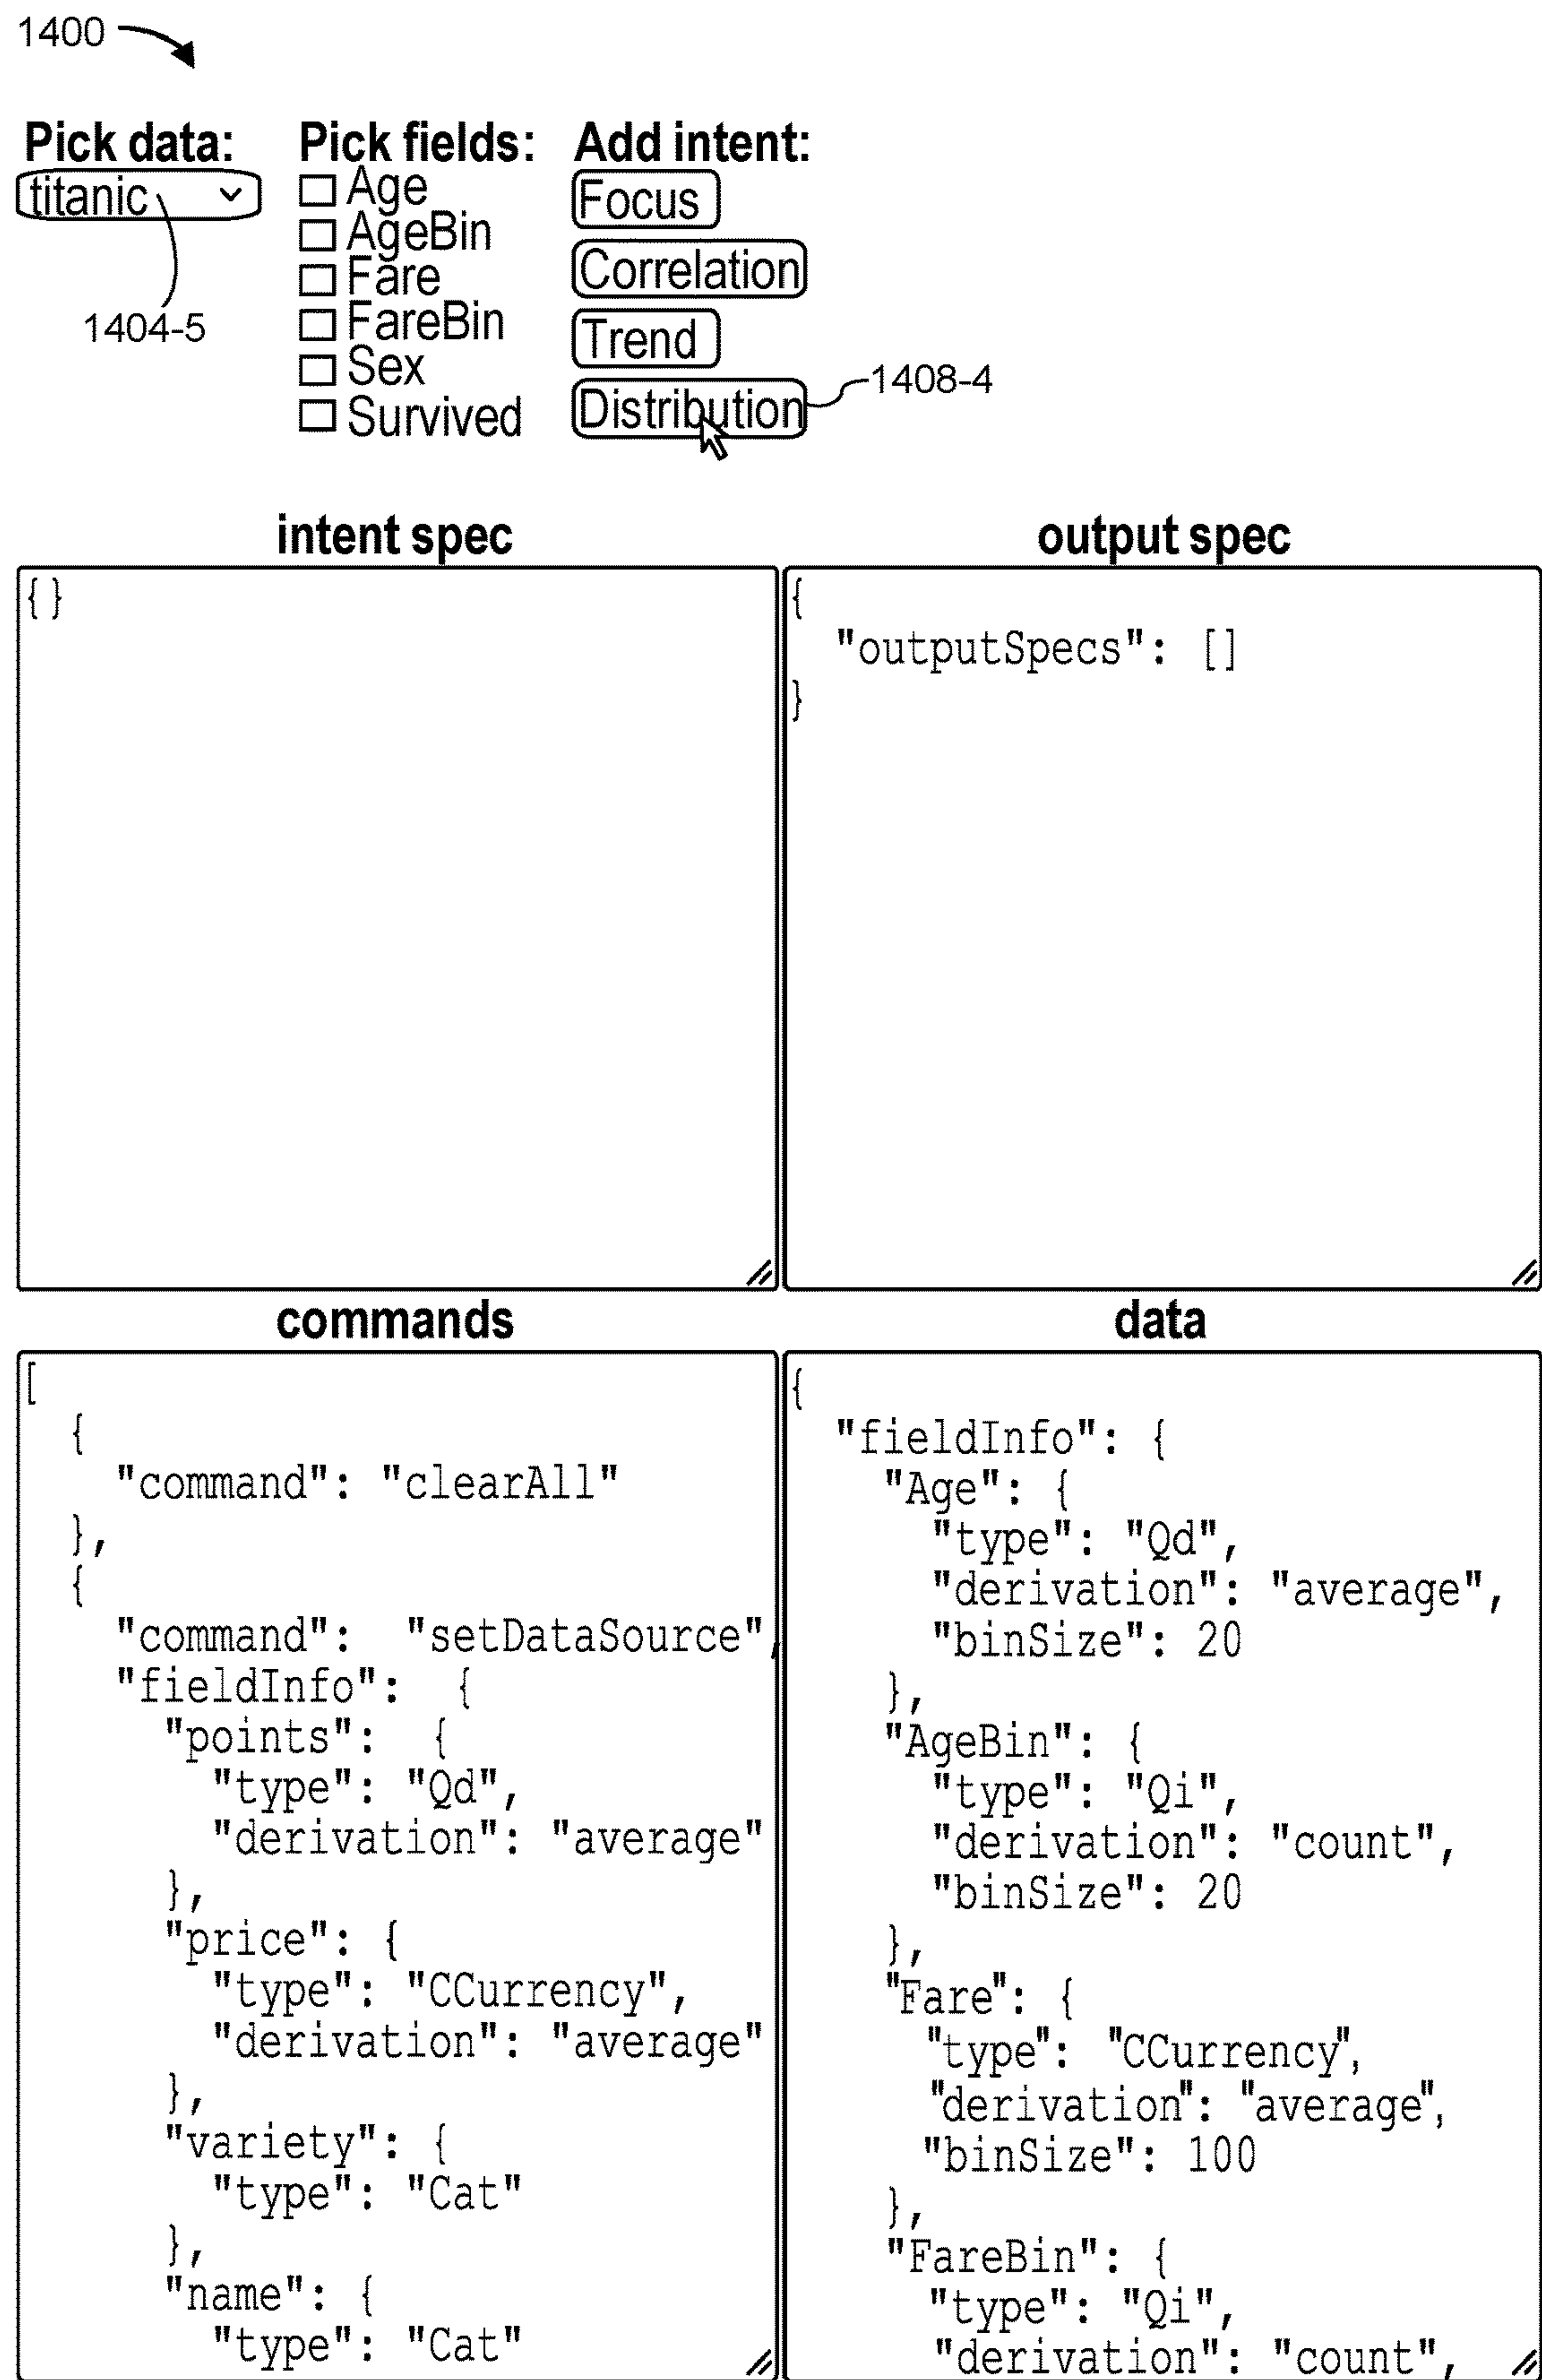 1400
Pick data:
titanic
1404-5
Pick fields:
Age
AgeBin
Fare
FareBin
Sex
Survived
Add intent:
Focus
Correlation
Trend
Distribution
1408-4
intent spec
{}
output spec
{
"outputSpecs": []
}
commands
[
{
"command": "clearAll"
},
{
"command": "setDataSource",
"fieldInfo": {
"points": {
"type": "Qd",
"derivation": "average"
},
"price": {
"type": "CCurrency",
"derivation": "average"
},
"variety": {
"type": "Cat"
},
"name": {
"type": "Cat"
data
{
"fieldInfo": {
"Age": {
"type": "Qd",
"derivation": "average",
"binSize": 20
},
"AgeBin": {
"type": "Qi",
"derivation": "count",
"binSize": 20
},
"Fare": {
"type": "CCurrency",
"derivation": "average",
"binSize": 100
},
"FareBin": {
"type": "Qi",
"derivation": "count",